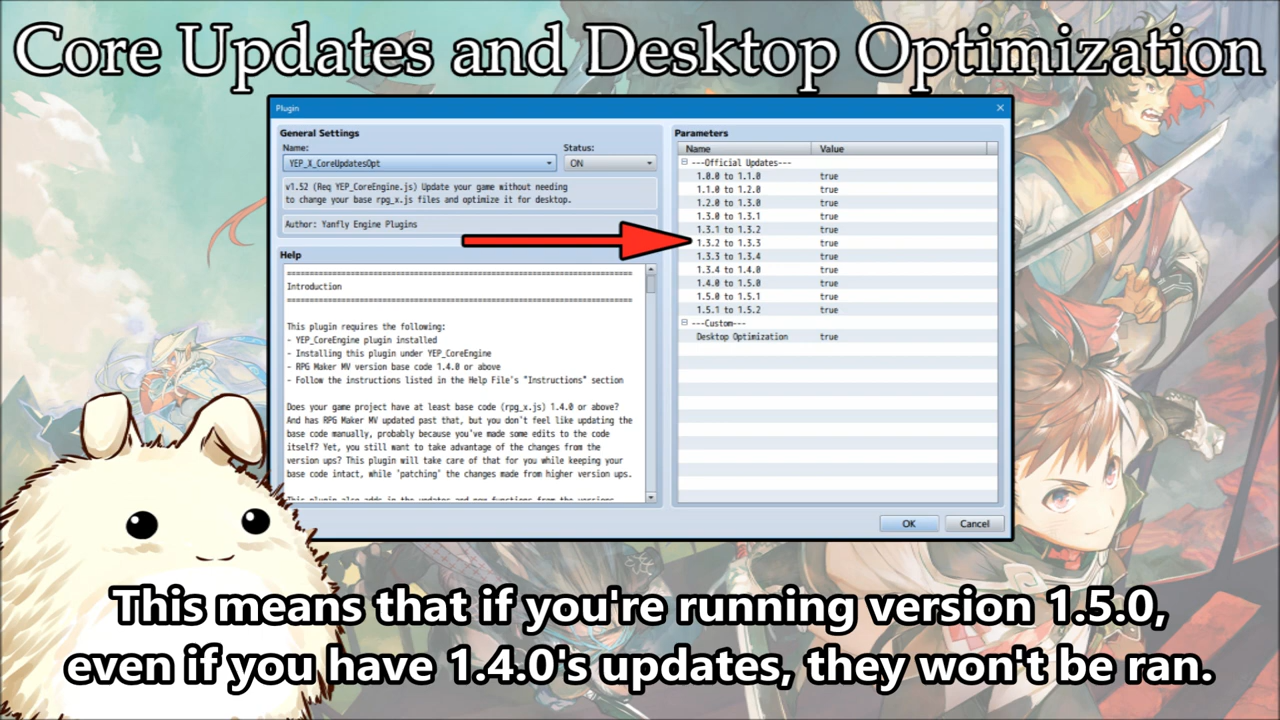 Core Updates and Desktop Optimization
Plugin
General Settings
Name:
Status:
YEP_X_CoreUpdatesOpt
ON
v1.52 (Req YEP_CoreEngine.js) Update your game without needing
to change your base rpg_x.js files and optimize it for desktop.
Author: Yanfly Engine Plugins
Help
================================================================================
Introduction
================================================================================
This plugin requires the following:
- YEP_CoreEngine plugin installed
- Installing this plugin under YEP_CoreEngine
- RPG Maker MV version base code 1.4.0 or above
- Follow the instructions listed in the Help File's "Instructions" section
Does your game project have at least base code (rpg_x.js) 1.4.0 or above?
And has RPG Maker MV updated past that, but you don't feel like updating the
base code manually, probably because you've made some edits to the code
itself? Yet, you still want to take advantage of the changes from the
version ups? This plugin will take care of that for you while keeping your
base code intact, while 'patching' the changes made from higher version ups.
Parameters
Name Value
---Official Updates---
1.0.0 to 1.1.0 true
1.1.0 to 1.2.0 true
1.2.0 to 1.3.0 true
1.3.0 to 1.3.1 true
1.3.1 to 1.3.2 true
1.3.2 to 1.3.3 true
1.3.3 to 1.3.4 true
1.3.4 to 1.4.0 true
1.4.0 to 1.5.0 true
1.5.0 to 1.5.1 true
1.5.1 to 1.5.2 true
---Custom---
Desktop Optimization true
OK
Cancel
This means that if you're running version 1.5.0,
even if you have 1.4.0's updates, they won't be ran.